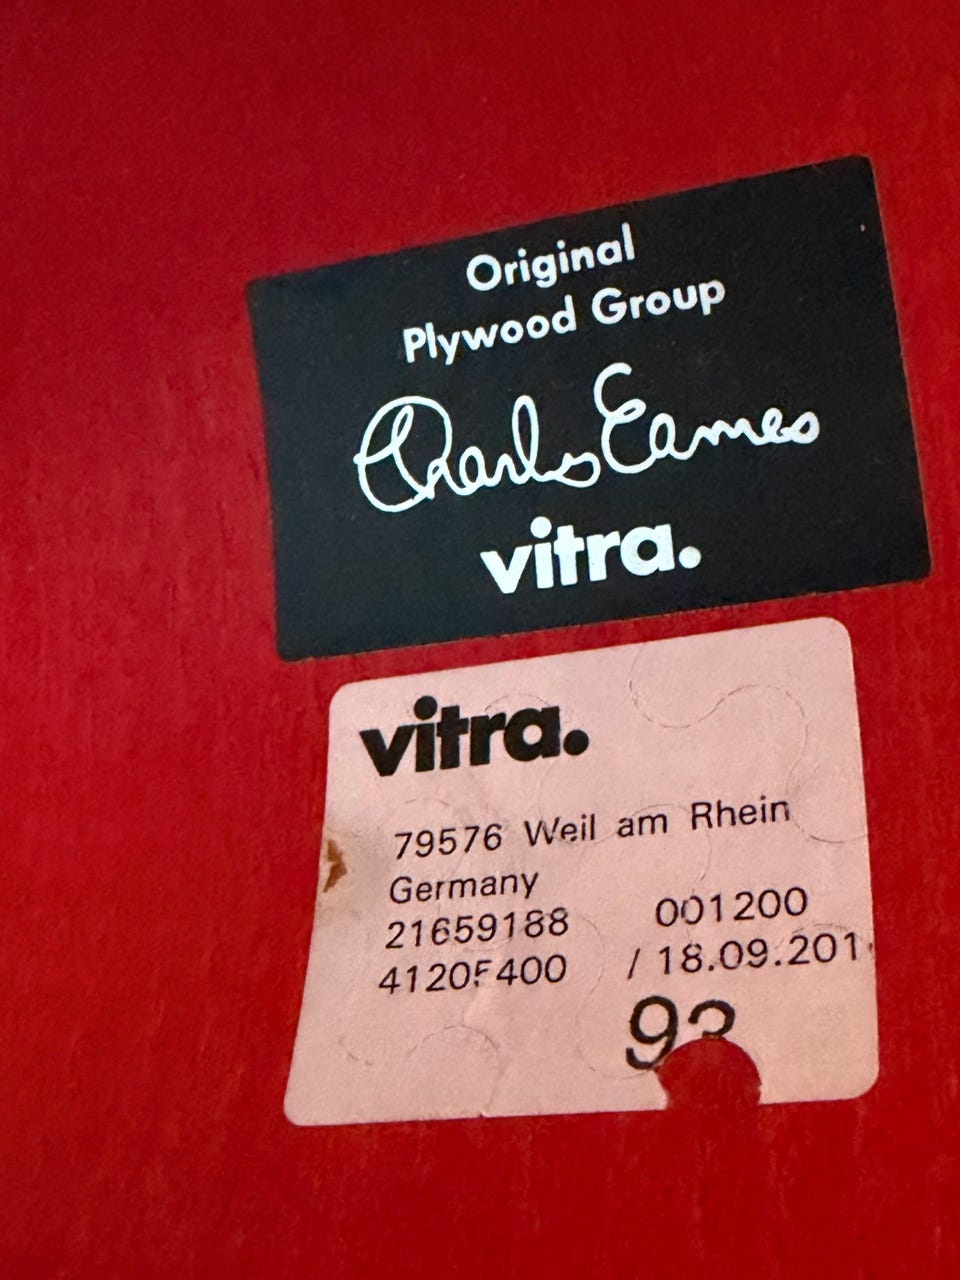 Original
Plywood Group
Charles Eames
vitra.
vitra.
79576 Weil am Rhein
Germany
21659188 001200
/ 18.09.201